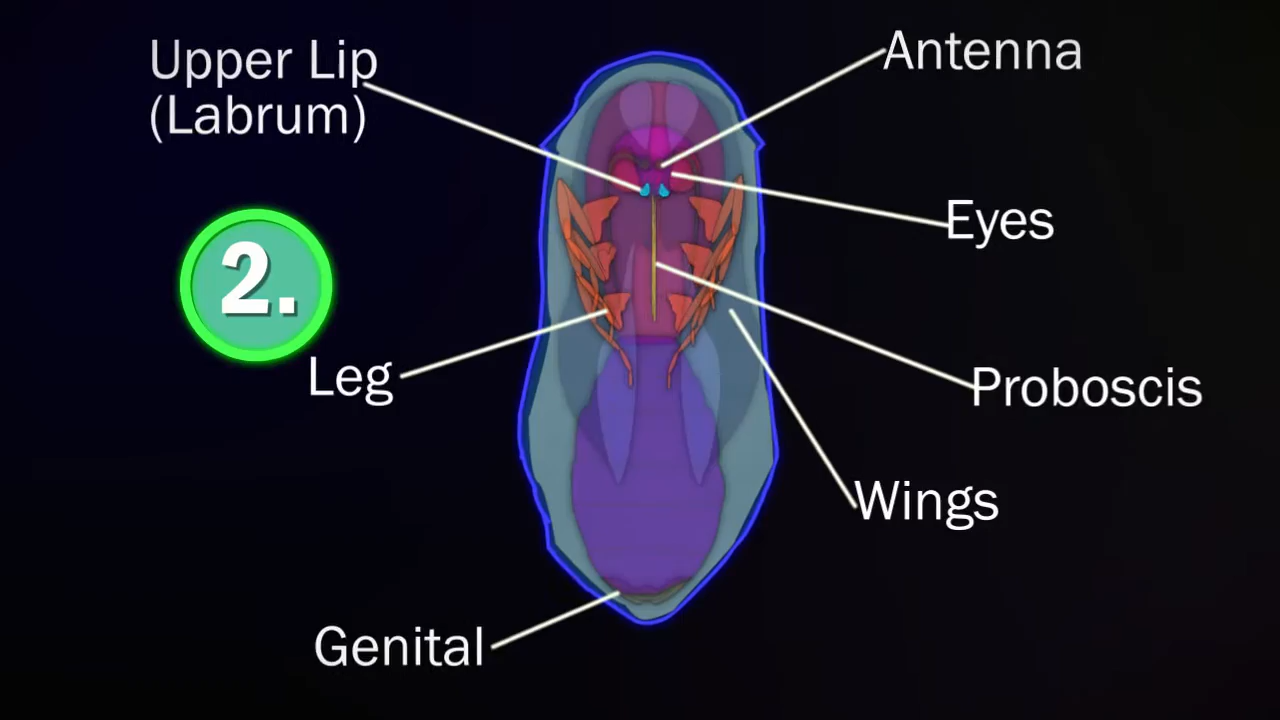 Upper Lip
(Labrum)
Antenna
Eyes
2.
Leg
Proboscis
Wings
Genital